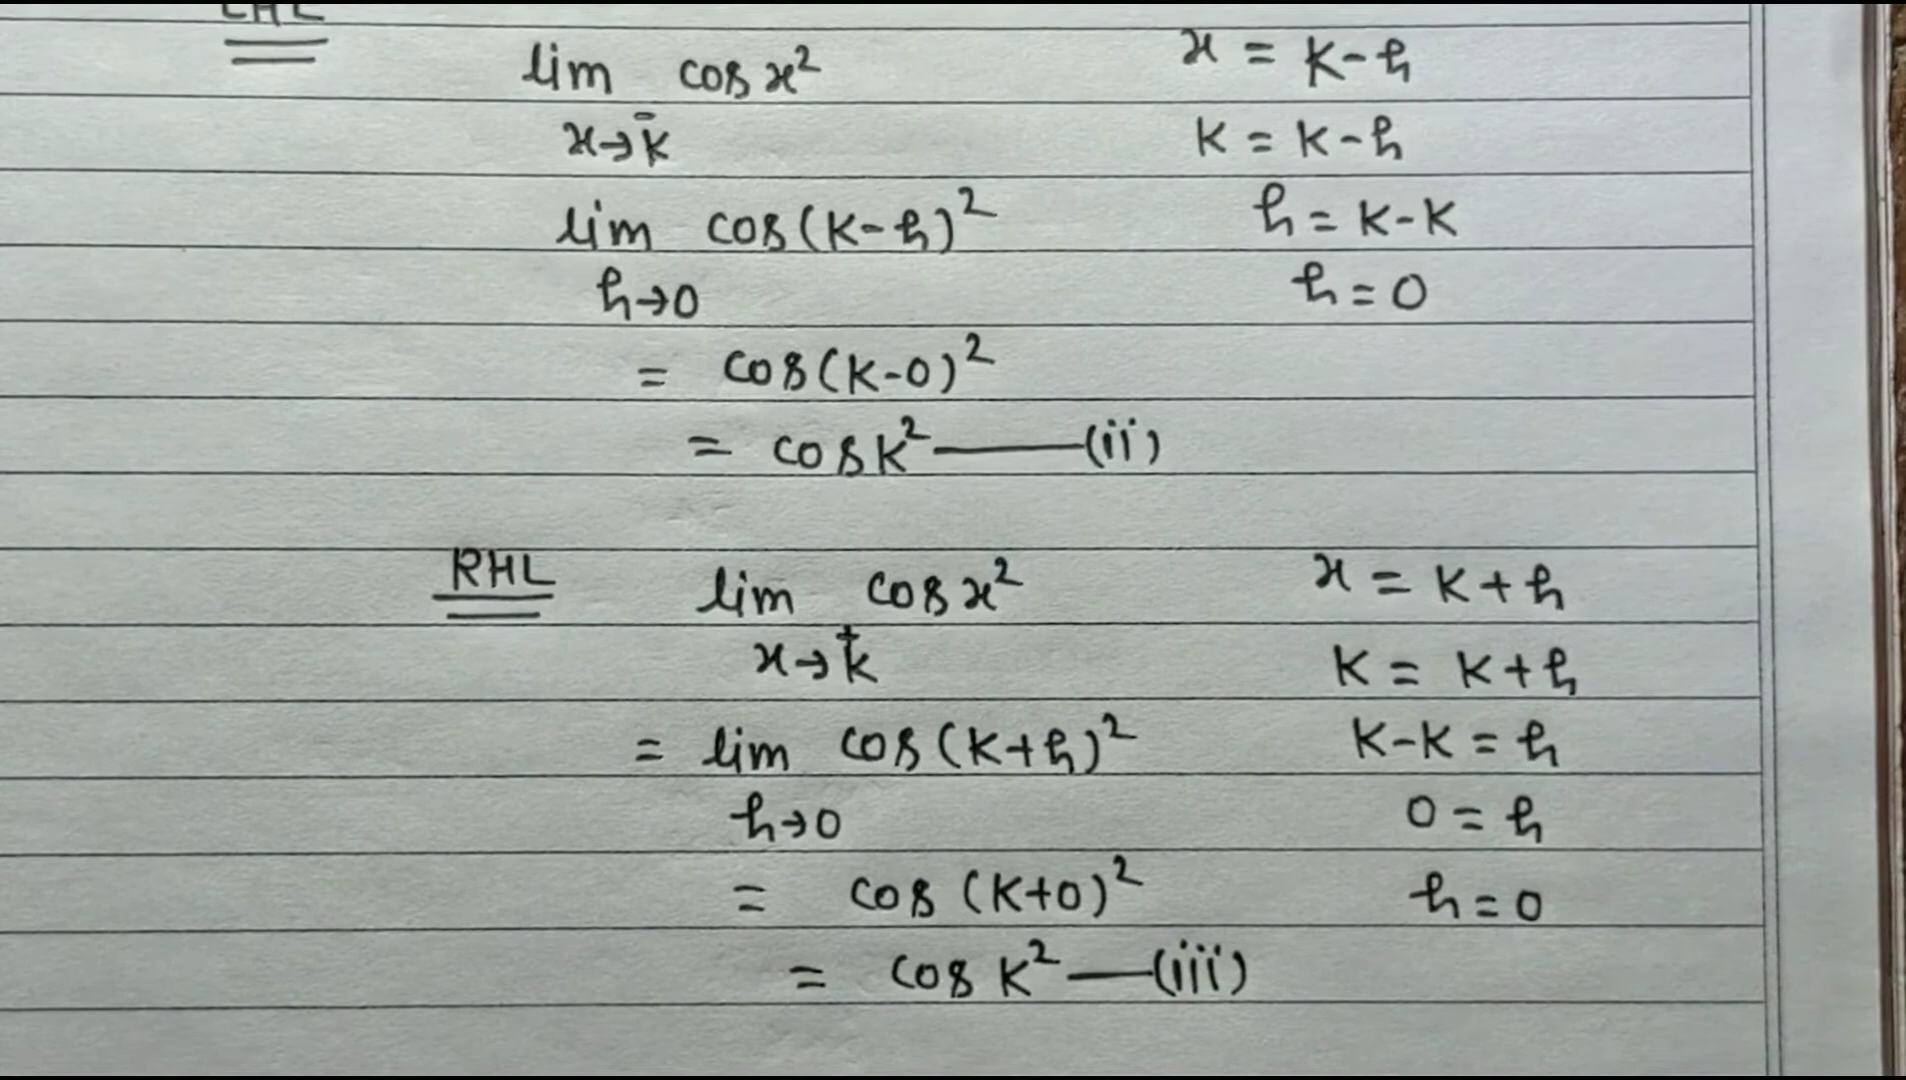 LHL
lim cos x² x = K-h
x→k⁻ K = K-h
lim cos(K-h)² h = K-K
h→0 h = 0
= cos(K-0)²
= cos K² ——(ii)
RHL lim cos x² x = K+h
x→k⁺ K = K+h
= lim cos(K+h)² K-K = h
h→0 0 = h
= cos (K+0)² h = 0
= cos K² ——(iii)